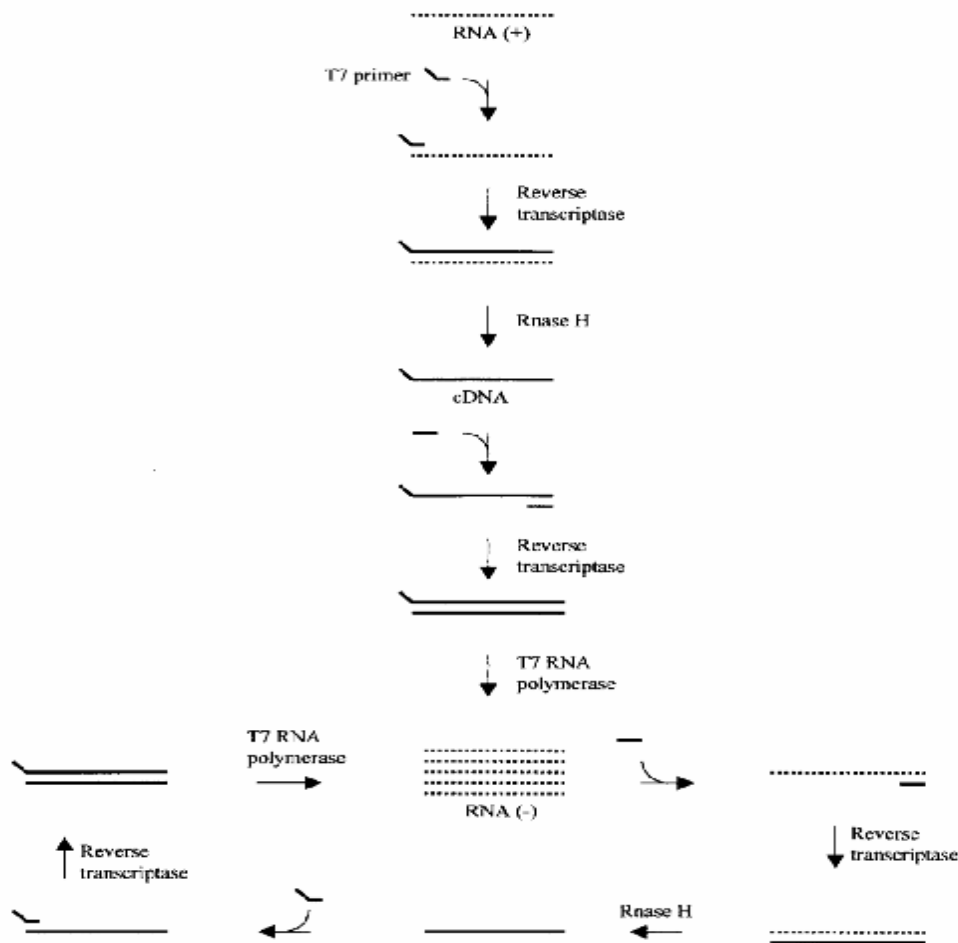 RNA (+)
T7 primer
Reverse
transcriptase
Rnase H
cDNA
Reverse
transcriptase
T7 RNA
polymerase
T7 RNA
polymerase
RNA (-)
Reverse
transcriptase
Reverse
transcriptase
Rnase H